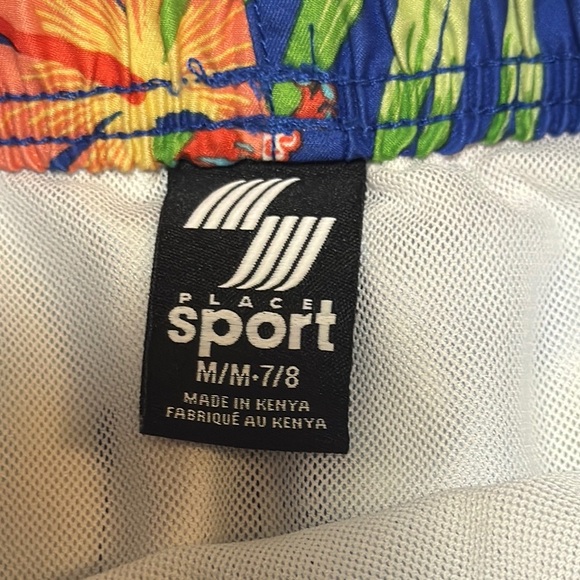 PLACE
sport
M/M•7/8
MADE IN KENYA
FABRIQUÉ AU KENYA